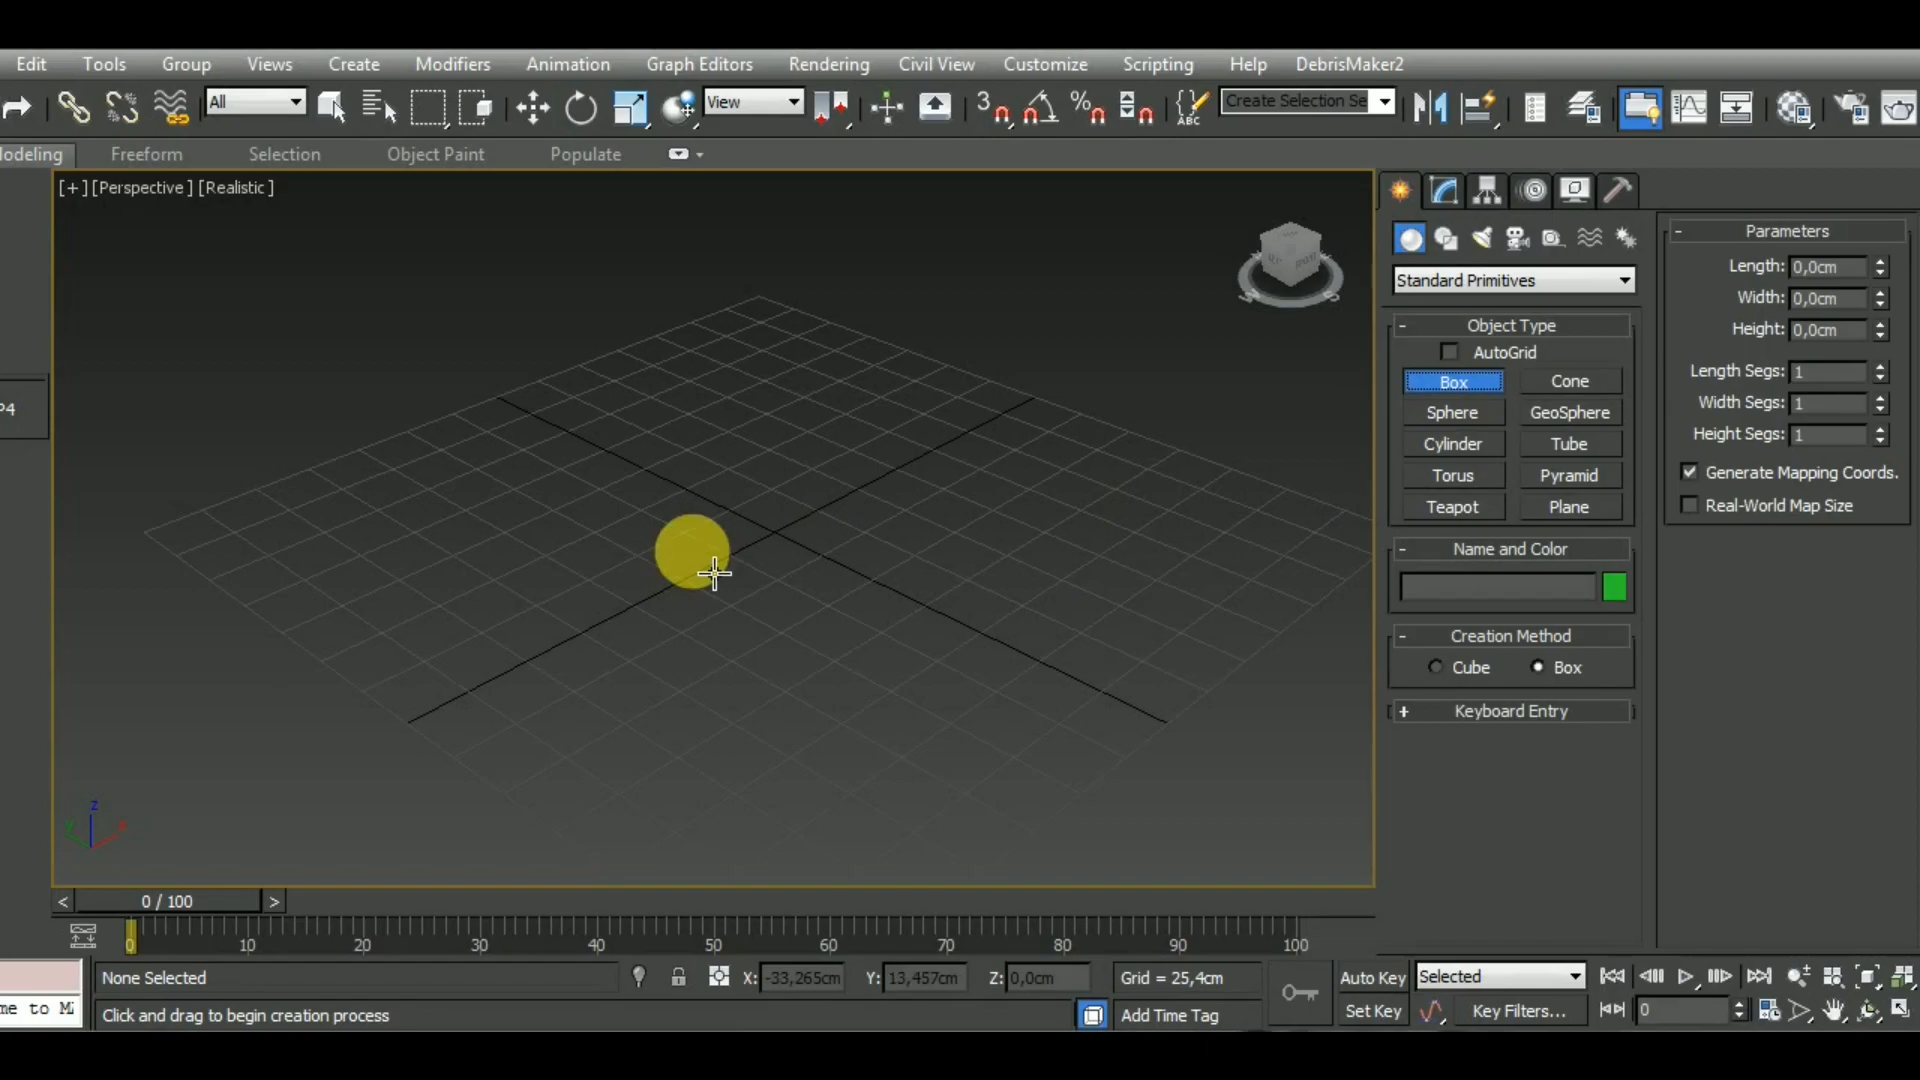 Edit Tools Group Views Create Modifiers Animation Graph Editors Rendering Civil View Customize Scripting Help DebrisMaker2
All View 3 % ABC Create Selection Se
odeling Freeform Selection Object Paint Populate
[+] [Perspective] [Realistic]
Standard Primitives
Object Type
AutoGrid
Box Cone
Sphere GeoSphere
Cylinder Tube
Torus Pyramid
Teapot Plane
Name and Color
Creation Method
Cube Box
Keyboard Entry
Parameters
Length: 0,0cm
Width: 0,0cm
Height: 0,0cm
Length Segs: 1
Width Segs: 1
Height Segs: 1
Generate Mapping Coords.
Real-World Map Size
P4
z
< 0 / 100 >
0 10 20 30 40 50 60 70 80 90 100
None Selected X: -33,265cm Y: 13,457cm Z: 0,0cm Grid = 25,4cm Auto Key Selected
me to M
Click and drag to begin creation process Add Time Tag Set Key Key Filters... 0